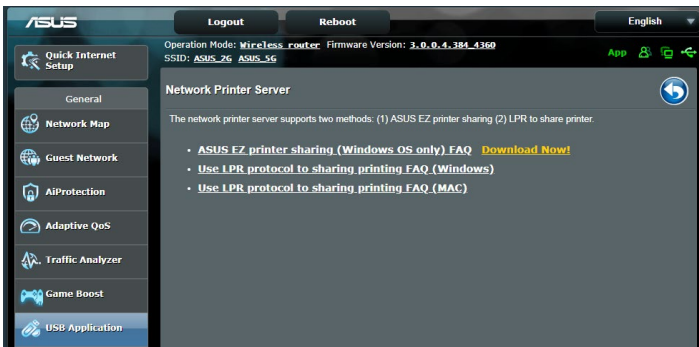 ASUS
Logout
Reboot
English
Quick Internet
Setup
Operation Mode: Wireless router Firmware Version: 3.0.0.4.384_4360
SSID: ASUS_2G ASUS_5G
App
General
Network Map
Guest Network
AiProtection
Adaptive QoS
Traffic Analyzer
Game Boost
USB Application
Network Printer Server
The network printer server supports two methods: (1) ASUS EZ printer sharing (2) LPR to share printer.
ASUS EZ printer sharing (Windows OS only) FAQ Download Now!
Use LPR protocol to sharing printing FAQ (Windows)
Use LPR protocol to sharing printing FAQ (MAC)